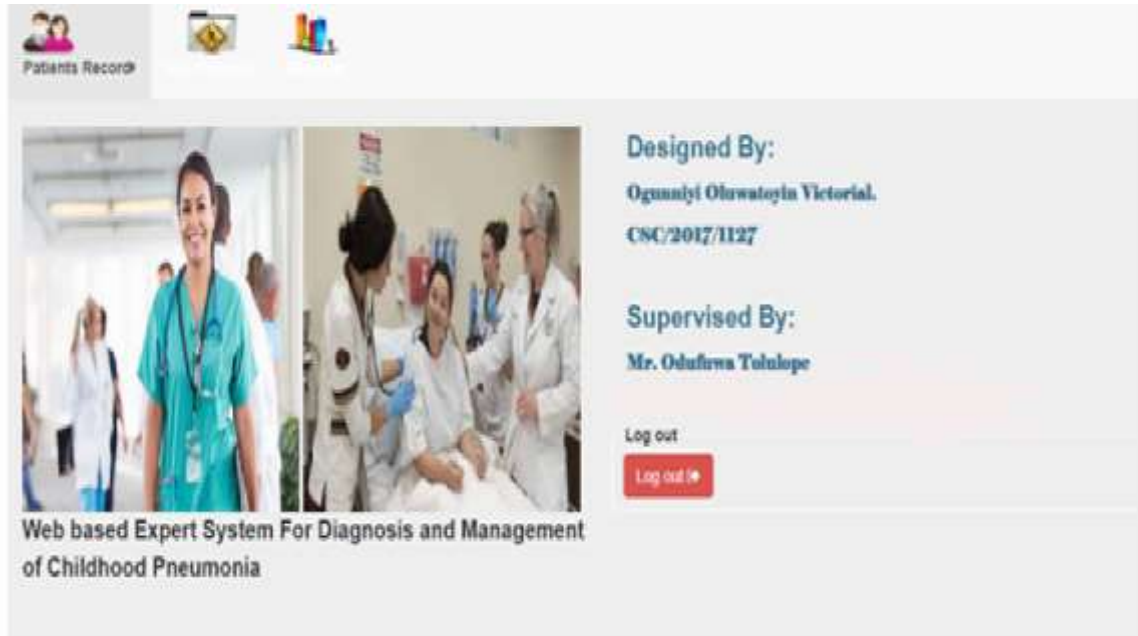 Patients Record
Designed By:
Ogunniyi Oluwatoyin Victorial.
CSC/2017/1127
Supervised By:
Mr. Odufuwa Tolulope
Log out
Log out
Web based Expert System For Diagnosis and Management
of Childhood Pneumonia